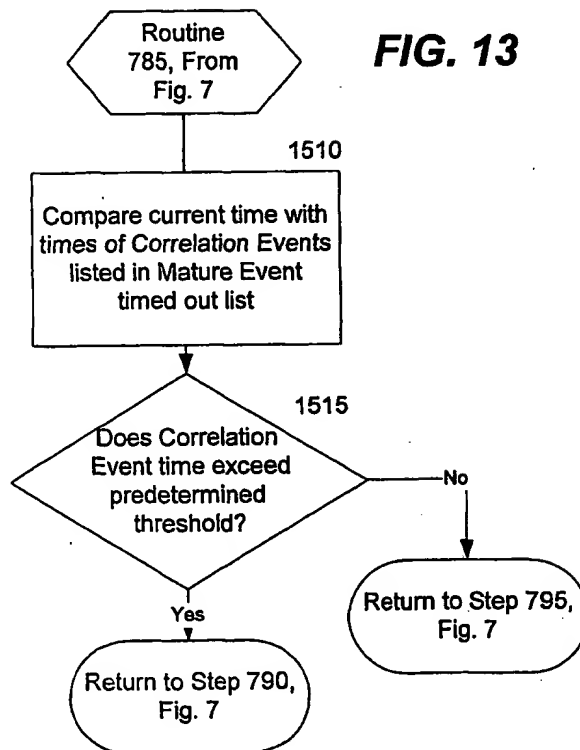 Routine
785, From
Fig. 7
FIG. 13
1510
Compare current time with
times of Correlation Events
listed in Mature Event
timed out list
1515
Does Correlation
Event time exceed
predetermined
threshold?
No
Yes
Return to Step 795,
Fig. 7
Return to Step 790,
Fig. 7